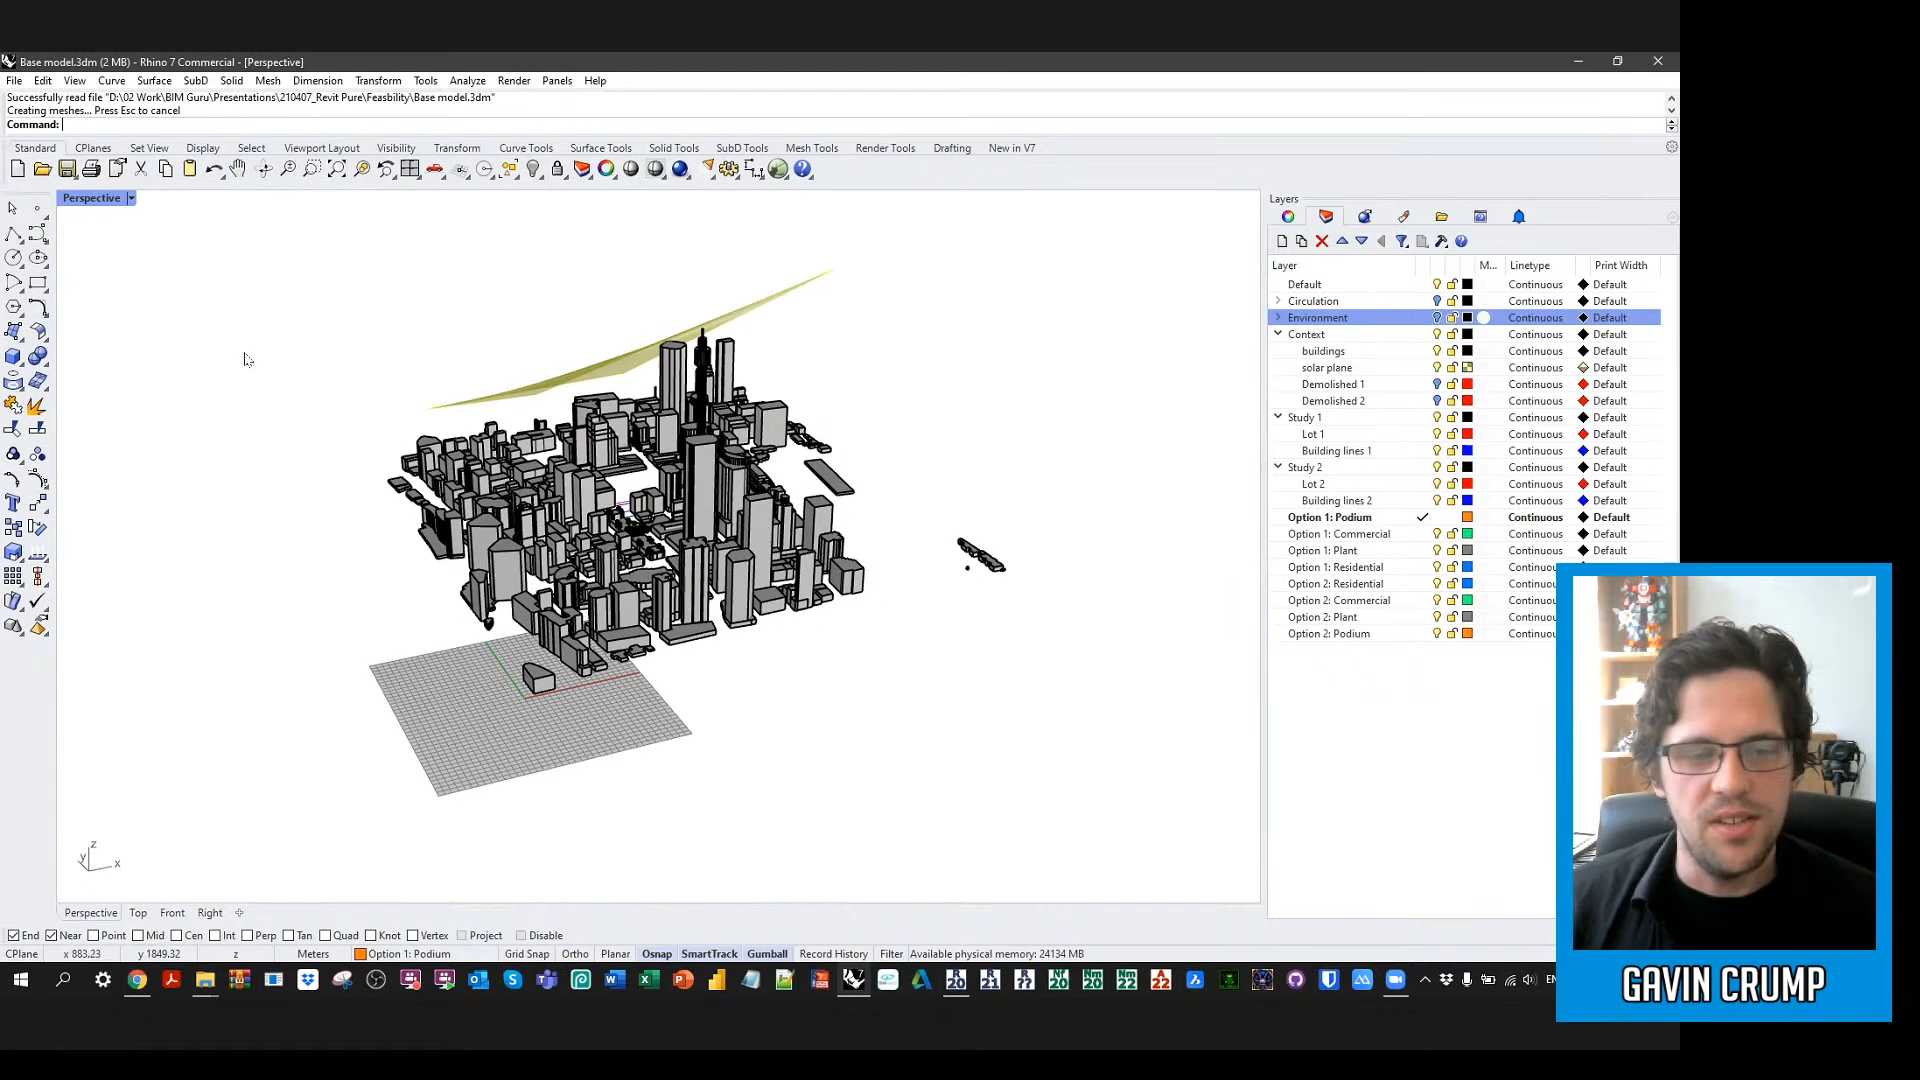 Base model.3dm (2 MB) - Rhino 7 Commercial - [Perspective]
File Edit View Curve Surface SubD Solid Mesh Dimension Transform Tools Analyze Render Panels Help
Successfully read file "D:\02 Work\BIM Guru\Presentations\210407_Revit Pure\Feasbility\Base model.3dm"
Creating meshes... Press Esc to cancel
Command:
Standard CPlanes Set View Display Select Viewport Layout Visibility Transform Curve Tools Surface Tools Solid Tools SubD Tools Mesh Tools Render Tools Drafting New in V7
Perspective
Layers
Layer M... Linetype Print Width
Default Continuous Default
Circulation Continuous Default
Environment Continuous Default
Context Continuous Default
buildings Continuous Default
solar plane Continuous Default
Demolished 1 Continuous Default
Demolished 2 Continuous Default
Study 1 Continuous Default
Lot 1 Continuous Default
Building lines 1 Continuous Default
Study 2 Continuous Default
Lot 2 Continuous Default
Building lines 2 Continuous Default
Option 1: Podium Continuous Default
Option 1: Commercial Continuous Default
Option 1: Plant Continuous Default
Option 1: Residential Continuous
Option 2: Residential Continuou
Option 2: Commercial Continuou
Option 2: Plant Continuou
Option 2: Podium Continuou
z
y
x
Perspective Top Front Right
End Near Point Mid Cen Int Perp Tan Quad Knot Vertex Project Disable
CPlane x 883.23 y 1849.32 z Meters Option 1: Podium Grid Snap Ortho Planar Osnap SmartTrack Gumball Record History Filter Available physical memory: 24134 MB
GAVIN CRUMP